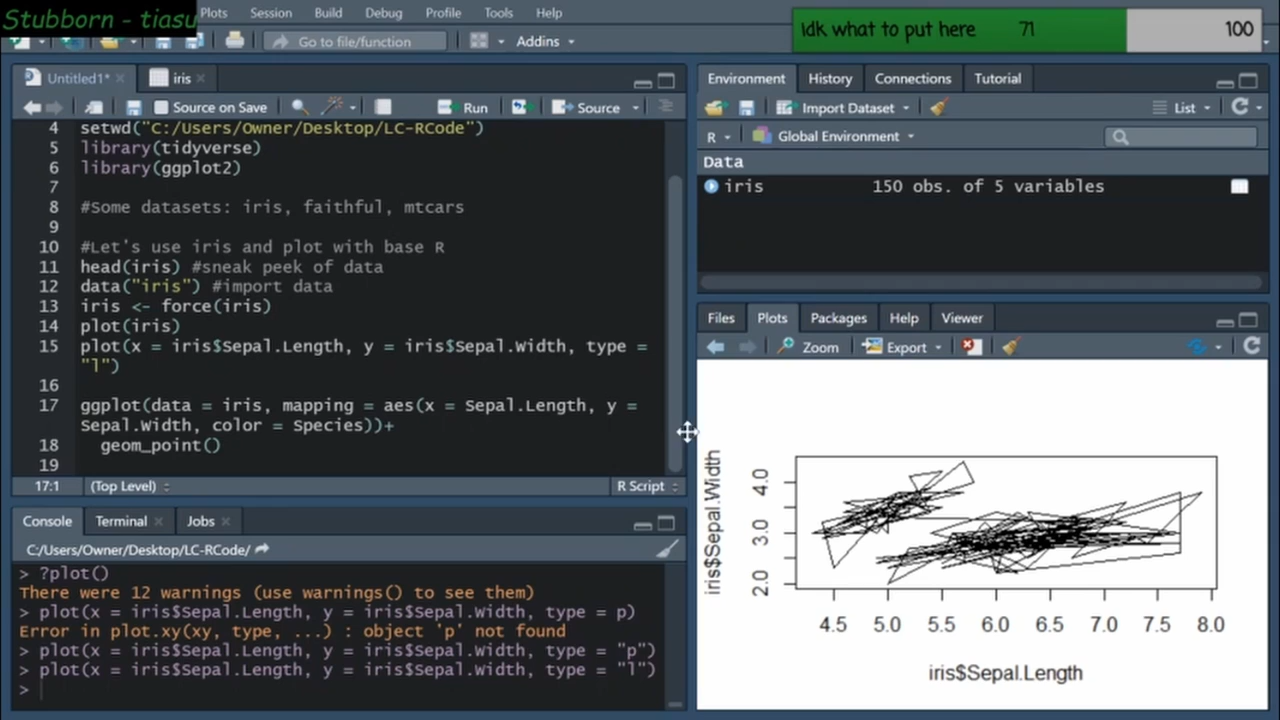 Stubborn - tiasu
Plots Session Build Debug Profile Tools Help
Idk what to put here 71 100
Go to file/function Addins
Untitled1* iris
Source on Save Run Source
4 setwd("C:/Users/Owner/Desktop/LC-RCode")
5 library(tidyverse)
6 library(ggplot2)
7
8 #Some datasets: iris, faithful, mtcars
9
10 #Let's use iris and plot with base R
11 head(iris) #sneak peek of data
12 data("iris") #import data
13 iris <- force(iris)
14 plot(iris)
15 plot(x = iris$Sepal.Length, y = iris$Sepal.Width, type =
"l")
16
17 ggplot(data = iris, mapping = aes(x = Sepal.Length, y =
Sepal.Width, color = Species))+
18 geom_point()
19
17:1 (Top Level) R Script
Console Terminal Jobs
C:/Users/Owner/Desktop/LC-RCode/
> ?plot()
There were 12 warnings (use warnings() to see them)
> plot(x = iris$Sepal.Length, y = iris$Sepal.Width, type = p)
Error in plot.xy(xy, type, ...) : object 'p' not found
> plot(x = iris$Sepal.Length, y = iris$Sepal.Width, type = "p")
> plot(x = iris$Sepal.Length, y = iris$Sepal.Width, type = "l")
>
Environment History Connections Tutorial
Import Dataset List
R Global Environment
Data
iris 150 obs. of 5 variables
Files Plots Packages Help Viewer
Zoom Export
iris$Sepal.Width
4.0
3.0
2.0
4.5 5.0 5.5 6.0 6.5 7.0 7.5 8.0
iris$Sepal.Length